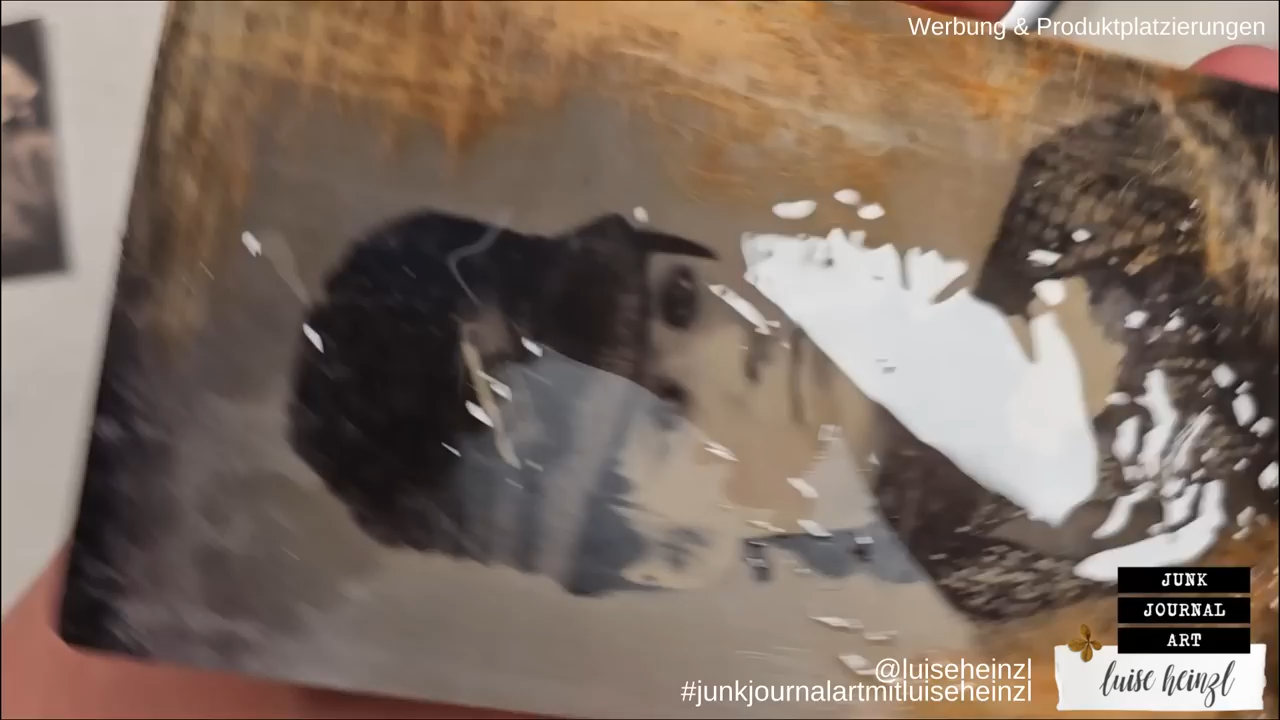 Werbung & Produktplatzierungen
JUNK
JOURNAL
ART
@luiseheinzl
#junkjournalartmitluiseheinzl
luise heinzl